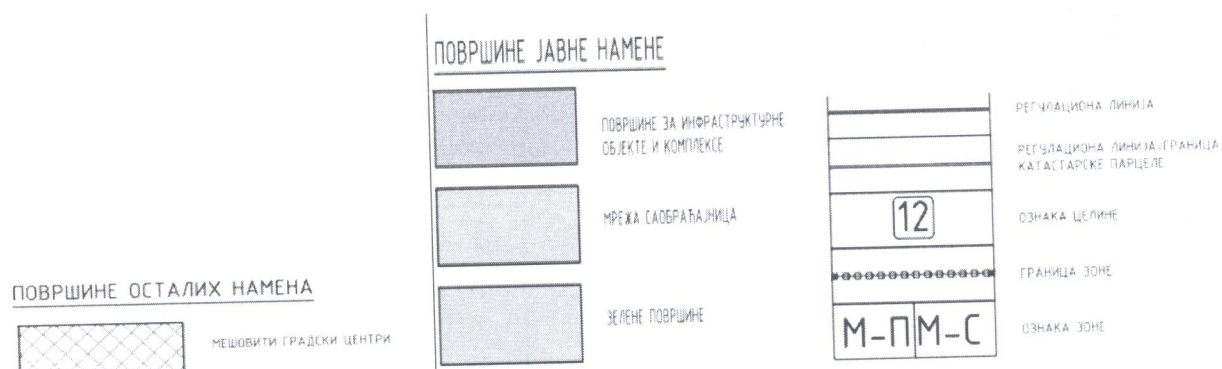 ПОВРШИНЕ ЈАВНЕ НАМЕНЕ
ПОВРШИНЕ ЗА ИНФРАСТРУКТУРНЕ
ОБЈЕКТЕ И КОМПЛЕКСЕ
МРЕЖА САОБРАЋАЈНИЦА
ЗЕЛЕНЕ ПОВРШИНЕ
ПОВРШИНЕ ОСТАЛИХ НАМЕНА
МЕШОВИТИ ГРАДСКИ ЦЕНТРИ
РЕГУЛАЦИОНА ЛИНИЈА
РЕГУЛАЦИОНА ЛИНИЈА=ГРАНИЦА
КАТАСТАРСКЕ ПАРЦЕЛЕ
12
ОЗНАКА ЦЕЛИНЕ
ГРАНИЦА ЗОНЕ
М-П М-С
ОЗНАКА ЗОНЕ